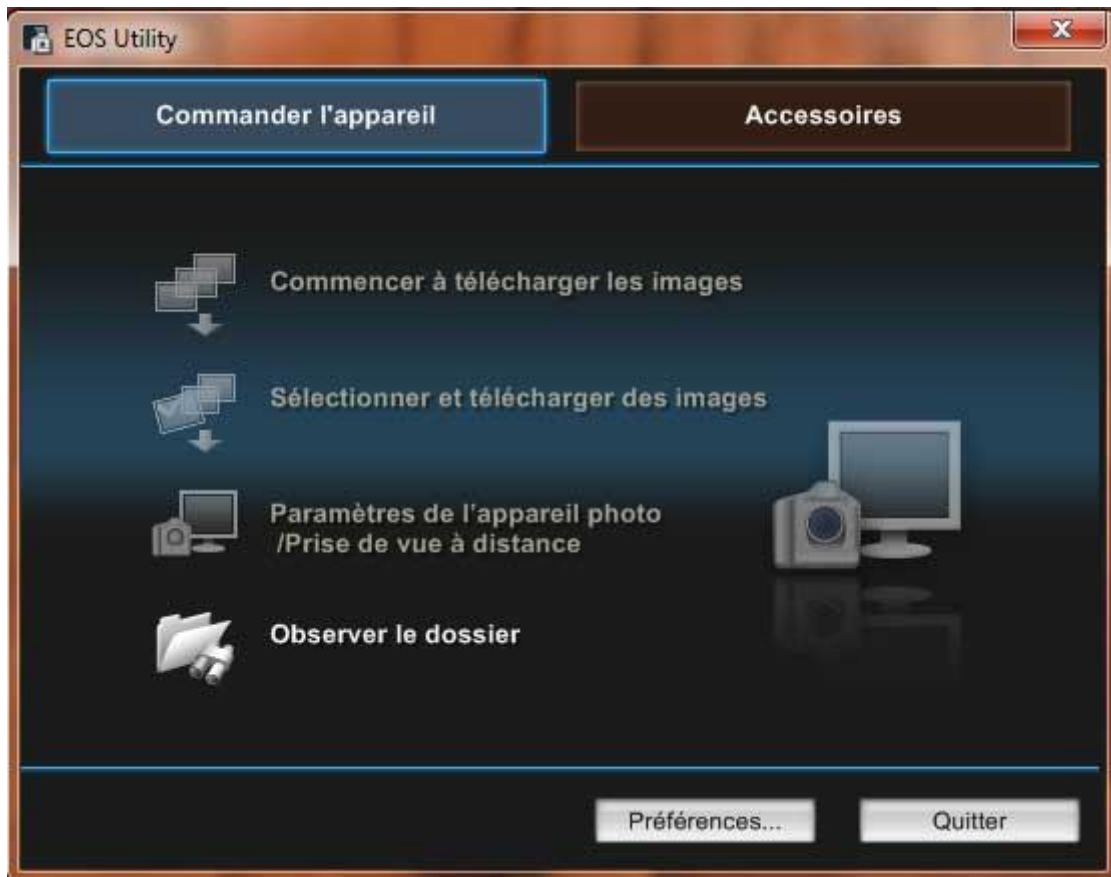 EOS Utility
Commander l'appareil
Accessoires
Commencer à télécharger les images
Sélectionner et télécharger des images
Paramètres de l'appareil photo
/Prise de vue à distance
Observer le dossier
Préférences...
Quitter